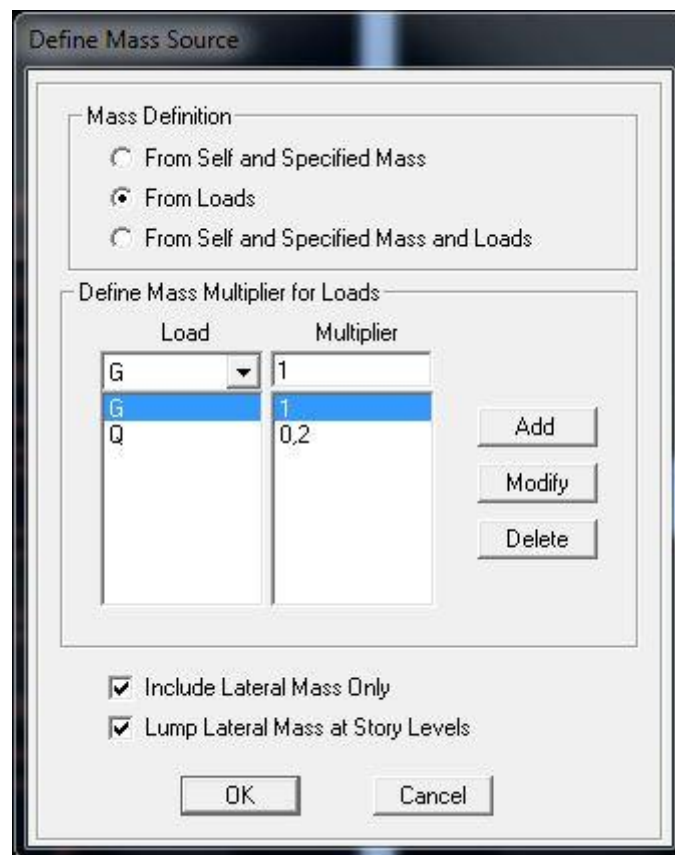 Define Mass Source
Mass Definition
From Self and Specified Mass
From Loads
From Self and Specified Mass and Loads
Define Mass Multiplier for Loads
Load Multiplier
G 1
G 1
Q 0,2
Add
Modify
Delete
Include Lateral Mass Only
Lump Lateral Mass at Story Levels
OK Cancel